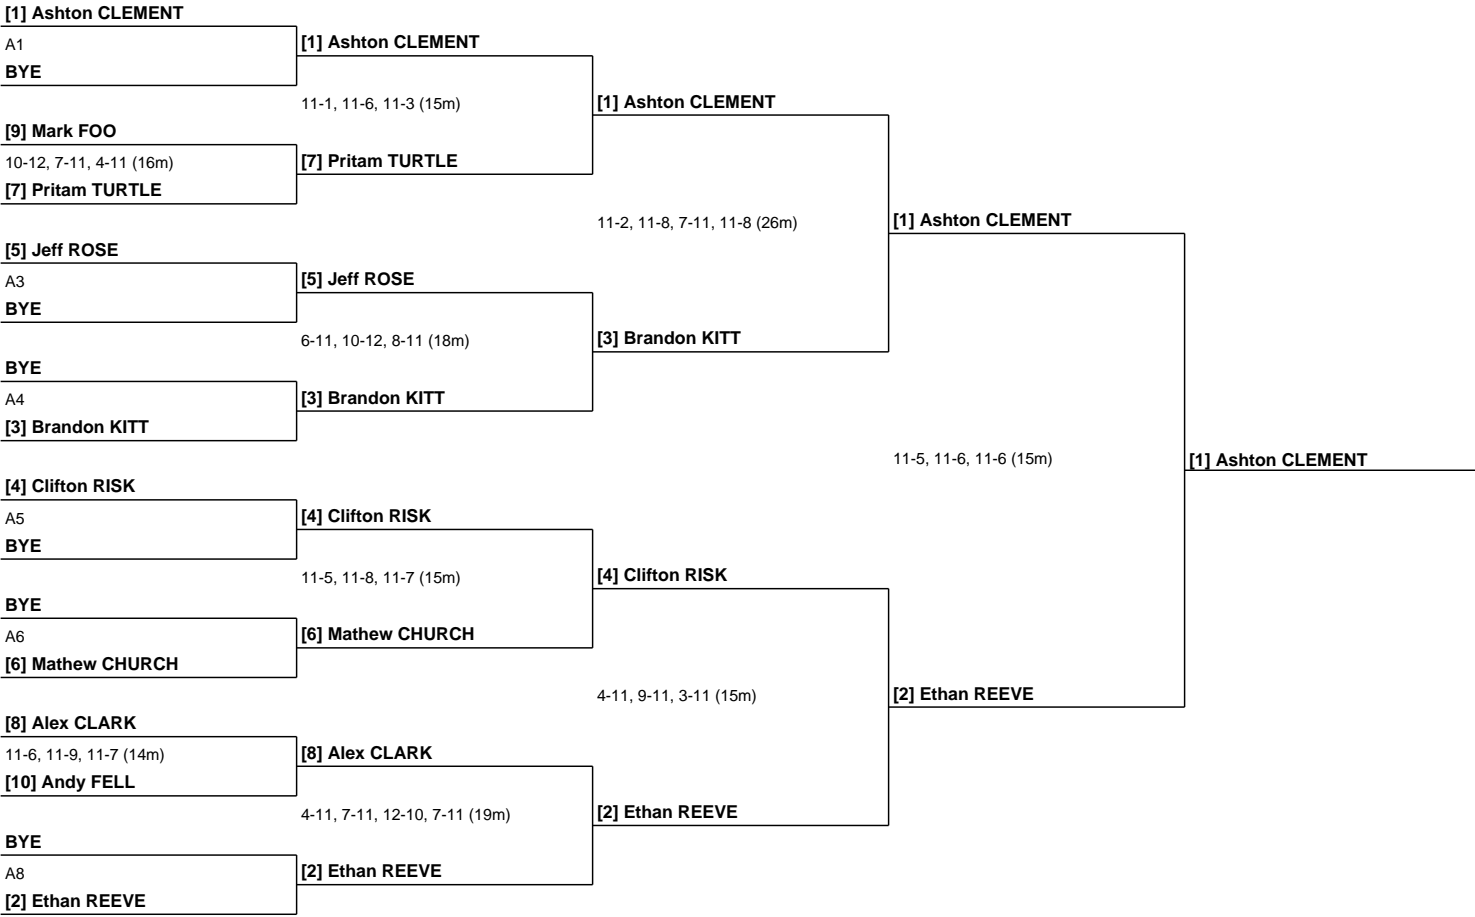 [1] Ashton CLEMENT
A1
BYE
[9] Mark FOO
10-12, 7-11, 4-11 (16m)
[7] Pritam TURTLE
[5] Jeff ROSE
A3
BYE
BYE
A4
[3] Brandon KITT
[4] Clifton RISK
A5
BYE
BYE
A6
[6] Mathew CHURCH
[8] Alex CLARK
11-6, 11-9, 11-7 (14m)
[10] Andy FELL
BYE
A8
[2] Ethan REEVE
[1] Ashton CLEMENT
11-1, 11-6, 11-3 (15m)
[7] Pritam TURTLE
[5] Jeff ROSE
6-11, 10-12, 8-11 (18m)
[3] Brandon KITT
[4] Clifton RISK
11-5, 11-8, 11-7 (15m)
[6] Mathew CHURCH
[8] Alex CLARK
4-11, 7-11, 12-10, 7-11 (19m)
[2] Ethan REEVE
[1] Ashton CLEMENT
11-2, 11-8, 7-11, 11-8 (26m)
[3] Brandon KITT
[4] Clifton RISK
4-11, 9-11, 3-11 (15m)
[2] Ethan REEVE
[1] Ashton CLEMENT
11-5, 11-6, 11-6 (15m)
[2] Ethan REEVE
[1] Ashton CLEMENT